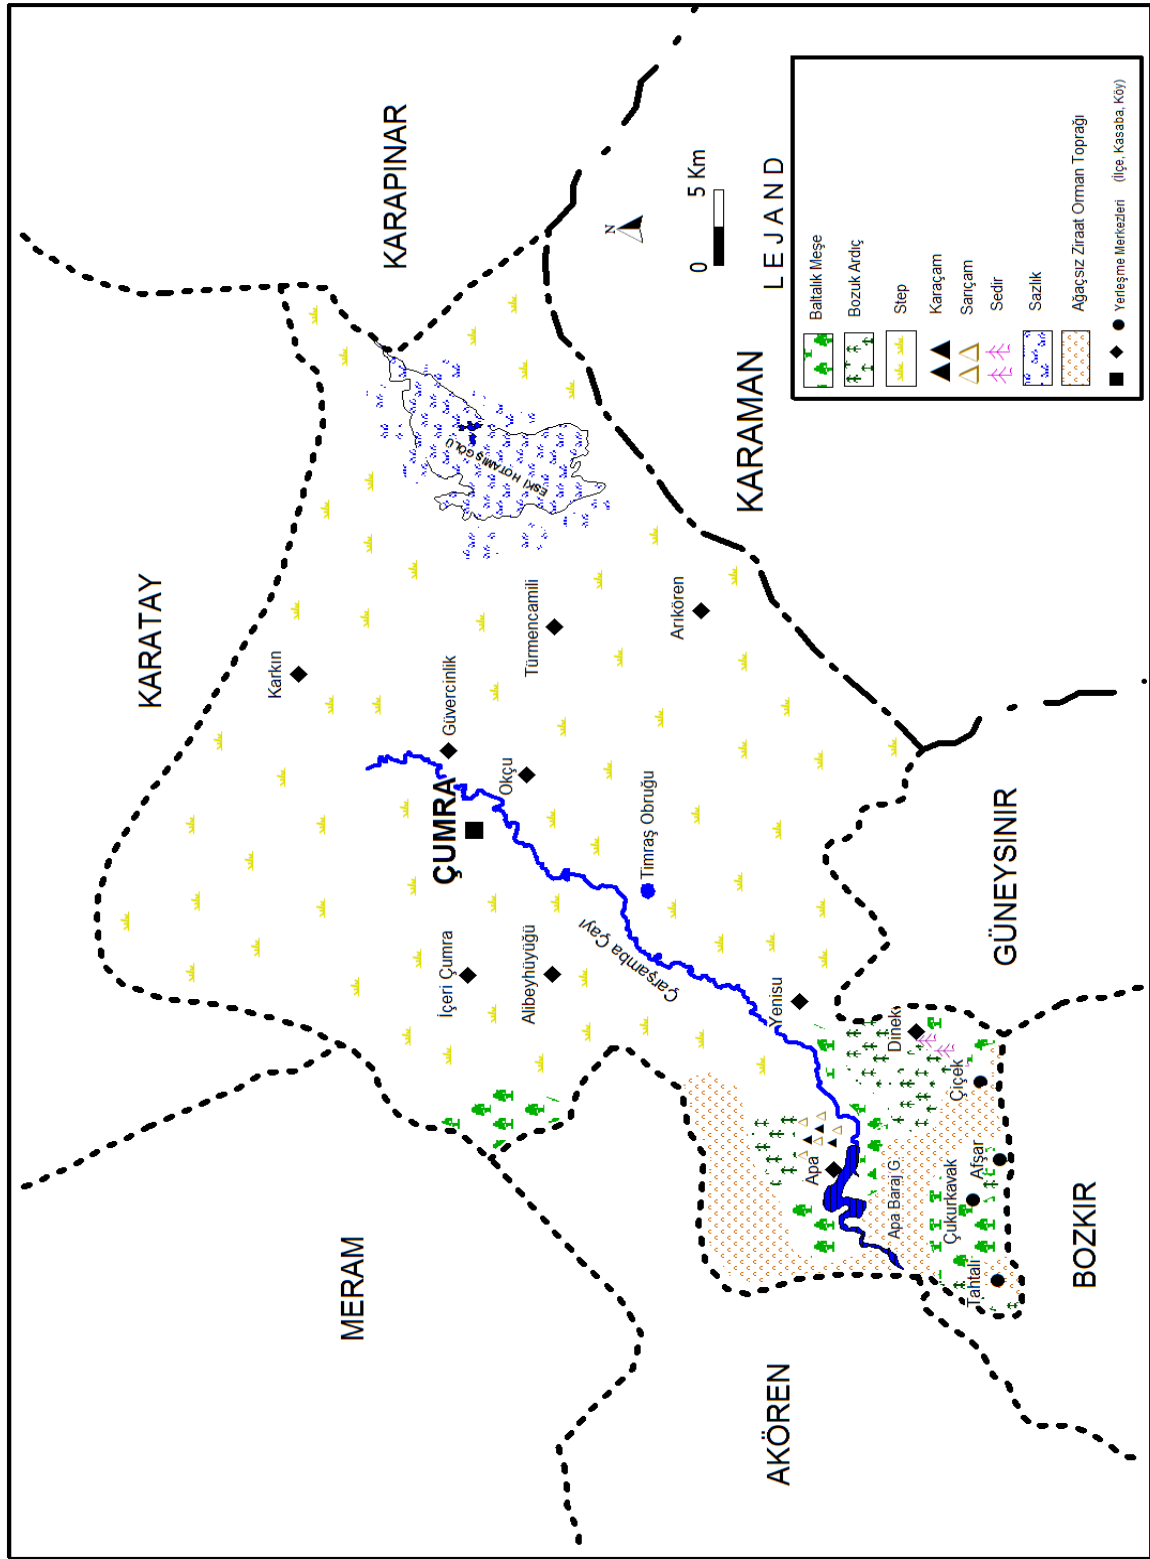 KARATAY
KARAPINAR
Karkın
ESKİ HOTAMIŞ GÖLÜ
Güvercinlik
ÇUMRA
Okçu
Türmencamili
İçeri Çumra
Alibeyhüyüğü
Arıkören
Timraş Obruğu
Çarşamba Çayı
Yenisu
KARAMAN
MERAM
AKÖREN
Apa
Apa Baraj G.
Dinek
Çiçek
Afşar
Çukurkavak
Tahtalı
BOZKIR
GÜNEYSINIR
N
0 5 Km
LEJAND
Baltalık Meşe
Bozuk Ardıç
Step
Karaçam
Sarıçam
Sedir
Sazlık
Ağaçsız Ziraat Orman Toprağı
Yerleşme Merkezleri (İlçe, Kasaba, Köy)